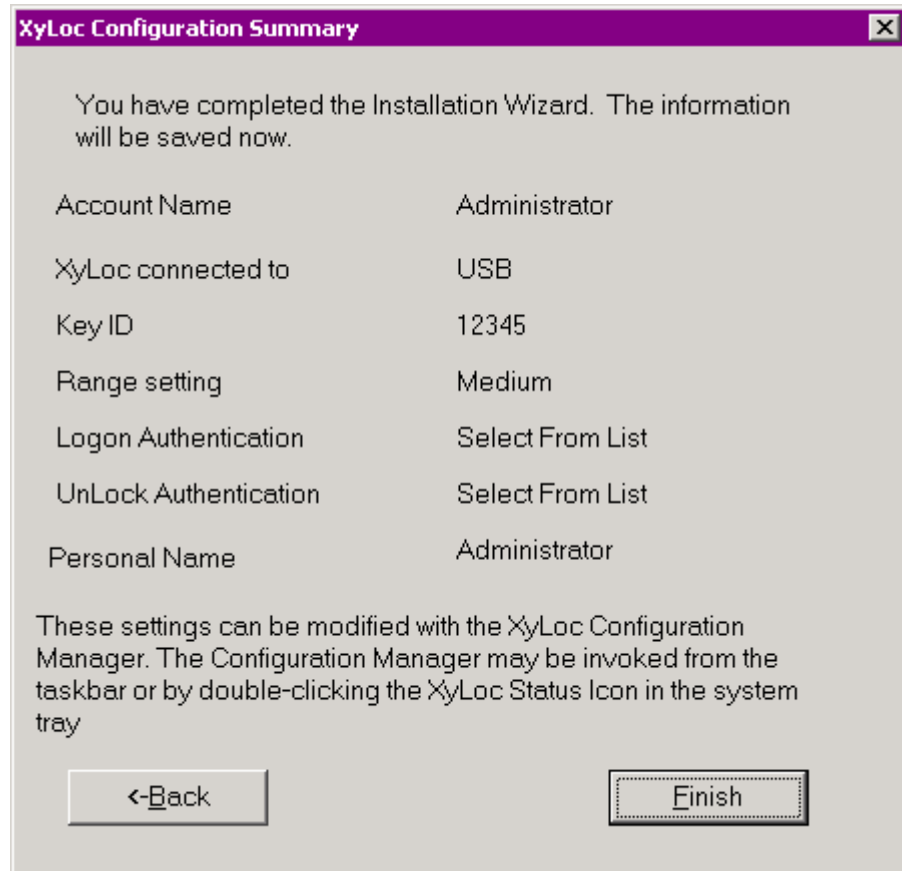 XyLoc Configuration Summary
You have completed the Installation Wizard. The information
will be saved now.
Account Name Administrator
XyLoc connected to USB
Key ID 12345
Range setting Medium
Logon Authentication Select From List
UnLock Authentication Select From List
Personal Name Administrator
These settings can be modified with the XyLoc Configuration
Manager. The Configuration Manager may be invoked from the
taskbar or by double-clicking the XyLoc Status Icon in the system
tray
<-Back Finish